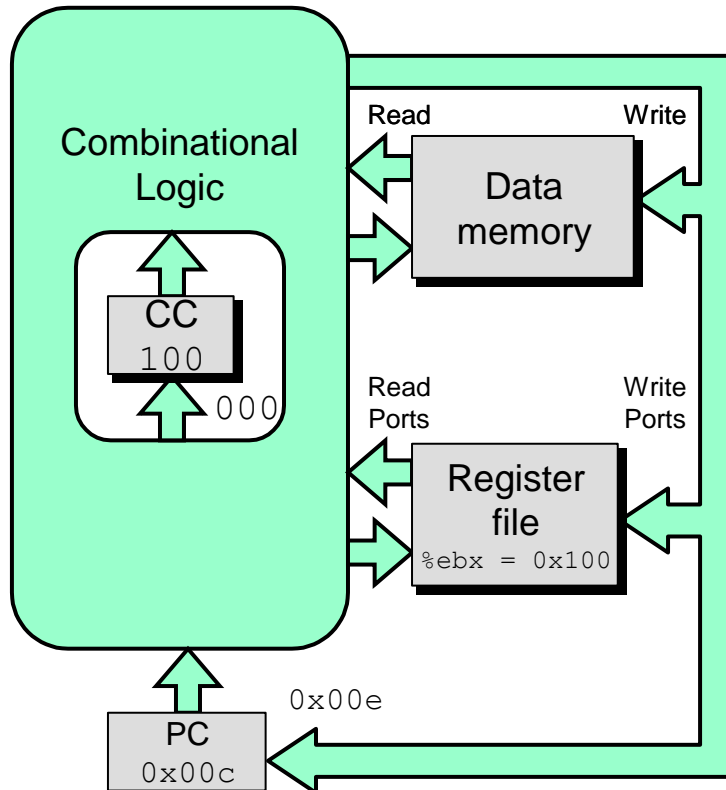 Combinational
Logic
CC
100
000
Read
Write
Data
memory
Read
Ports
Write
Ports
Register
file
%ebx = 0x100
0x00e
PC
0x00c